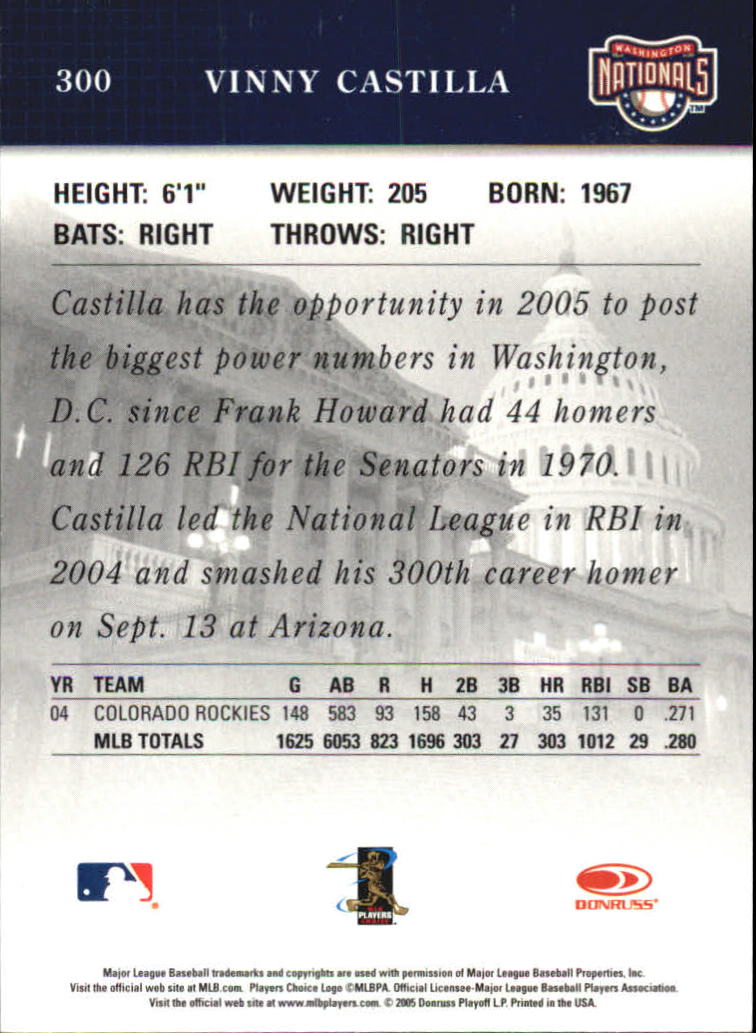 300 VINNY CASTILLA
WASHINGTON
NATIONALS
TM
HEIGHT: 6'1" WEIGHT: 205 BORN: 1967
BATS: RIGHT THROWS: RIGHT
Castilla has the opportunity in 2005 to post
the biggest power numbers in Washington,
D.C. since Frank Howard had 44 homers
and 126 RBI for the Senators in 1970.
Castilla led the National League in RBI in
2004 and smashed his 300th career homer
on Sept. 13 at Arizona.
YR TEAM G AB R H 2B 3B HR RBI SB BA
04 COLORADO ROCKIES 148 583 93 158 43 3 35 131 0 .271
MLB TOTALS 1625 6053 823 1696 303 27 303 1012 29 .280
MLB
PLAYERS
CHOICE
DONRUSS
Major League Baseball trademarks and copyrights are used with permission of Major League Baseball Properties, Inc.
Visit the official web site at MLB.com. Players Choice Logo ©MLBPA. Official Licensee-Major League Baseball Players Association.
Visit the official web site at www.mlbplayers.com. © 2005 Donruss Playoff L.P. Printed in the USA.